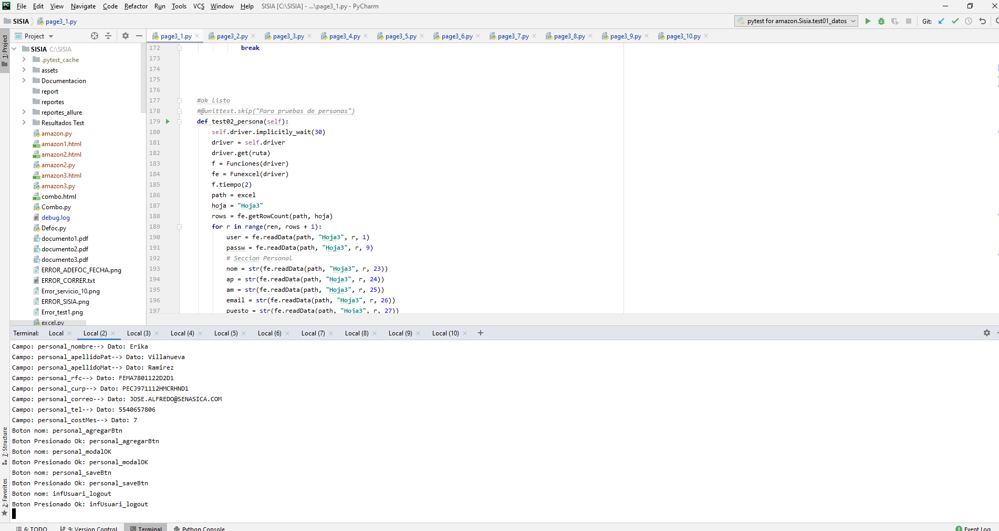 PC File Edit View Navigate Code Refactor Run Tools VCS Window Help SISIA [C:\SISIA] - ...\page3_1.py - PyCharm
SISIA page3_1.py pytest for amazon.Sisia.test01_datos Git:
1: Project
Project
page3_1.py page3_2.py page3_3.py page3_4.py page3_5.py page3_6.py page3_7.py page3_8.py page3_9.py page3_10.py
SISIA C:\SISIA
.pytest_cache
assets
Documentacion
report
reportes
reportes_allure
Resultados Test
amazon.py
amazon1.html
amazon2.html
amazon2.py
amazon3.html
amazon3.py
combo.html
Combo.py
debug.log
Defoc.py
documento1.pdf
documento2.pdf
documento3.pdf
ERROR_ADEFOC_FECHA.png
ERROR_CORRER.txt
Error_servicio_10.png
ERROR_SISIA.png
Error_test1.png
excel.py
172 break
173
174
175
176
177 #ok listo
178 #@unittest.skip("Para pruebas de personas")
179 def test02_persona(self):
180 self.driver.implicitly_wait(30)
181 driver = self.driver
182 driver.get(ruta)
183 f = Funciones(driver)
184 fe = Funexcel(driver)
185 f.tiempo(2)
186 path = excel
187 hoja = "Hoja3"
188 rows = fe.getRowCount(path, hoja)
189 for r in range(ren, rows + 1):
190 user = fe.readData(path, "Hoja3", r, 1)
191 passw = fe.readData(path, "Hoja3", r, 9)
192 # Seccion Personal
193 nom = str(fe.readData(path, "Hoja3", r, 23))
194 ap = str(fe.readData(path, "Hoja3", r, 24))
195 am = str(fe.readData(path, "Hoja3", r, 25))
196 email = str(fe.readData(path, "Hoja3", r, 26))
197 puesto = str(fe.readData(path, "Hoja3", r, 27))
Terminal: Local Local (2) Local (3) Local (4) Local (5) Local (6) Local (7) Local (8) Local (9) Local (10) +
Campo: personal_nombre--> Dato: Erika
Campo: personal_apellidoPat--> Dato: Villanueva
Campo: personal_apellidoMat--> Dato: Ramirez
Campo: personal_rfc--> Dato: FEMA7801122D2D1
Campo: personal_curp--> Dato: PECJ971112HMCRHND1
Campo: personal_correo--> Dato: JOSE.ALFREDO@SENASICA.COM
Campo: personal_tel--> Dato: 5540657806
Campo: personal_costMes--> Dato: 7
Boton nom: personal_agregarBtn
Boton Presionado Ok: personal_agregarBtn
Boton nom: personal_modalOK
Boton Presionado Ok: personal_modalOK
Boton nom: personal_saveBtn
Boton Presionado Ok: personal_saveBtn
Boton nom: infUsuari_logout
Boton Presionado Ok: infUsuari_logout
7: Structure
2: Favorites
6: TODO 9: Version Control Terminal Python Console 1 Event Log